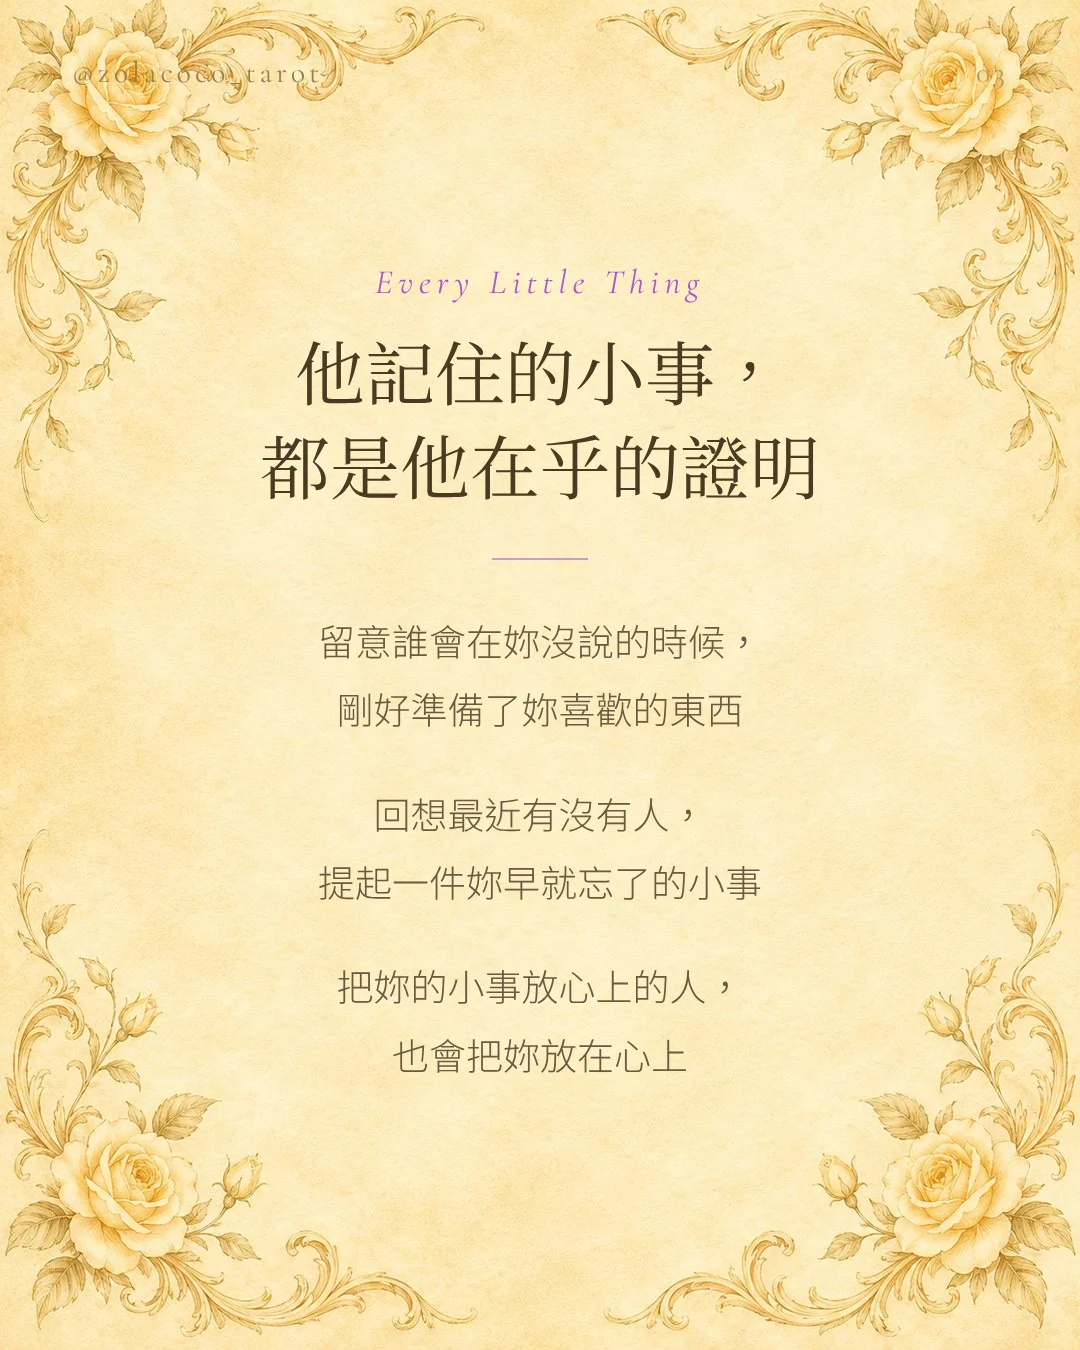 @zolacoco_tarot
03
Every Little Thing
他記住的小事，
都是他在乎的證明
留意誰會在妳沒說的時候，
剛好準備了妳喜歡的東西
回想最近有沒有人，
提起一件妳早就忘了的小事
把妳的小事放心上的人，
也會把妳放在心上